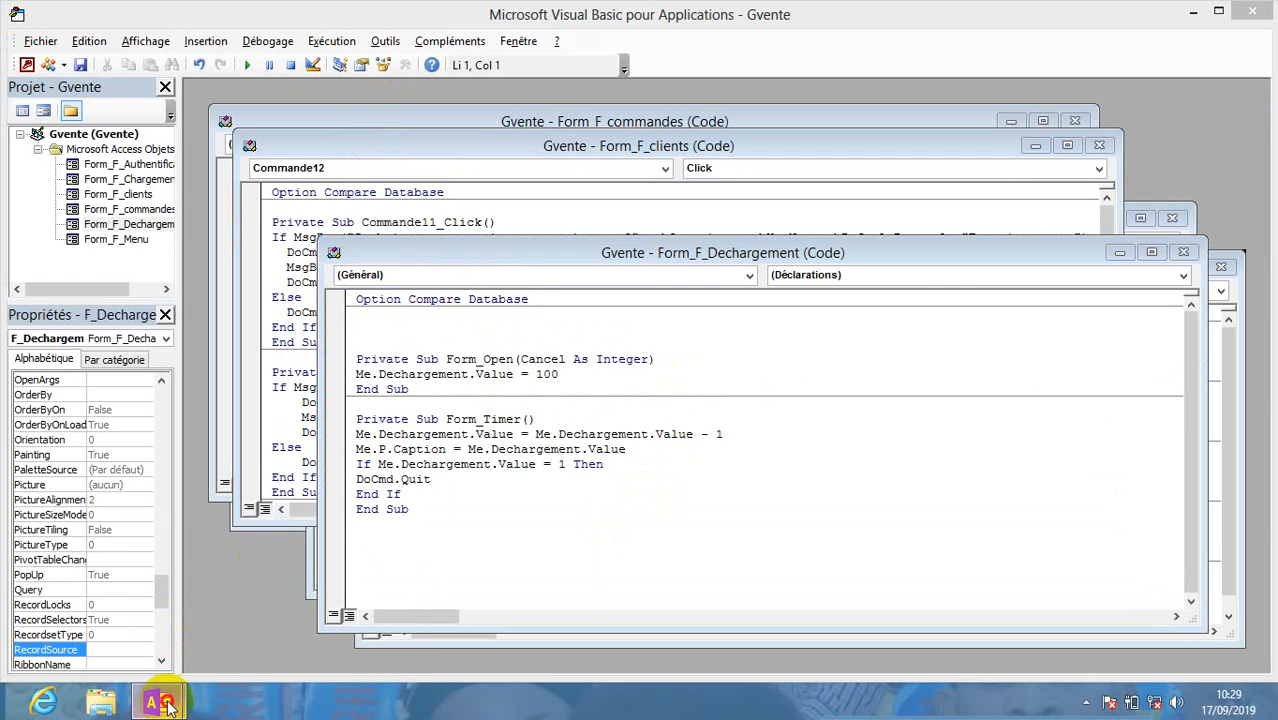 Microsoft Visual Basic pour Applications - Gvente
Fichier Edition Affichage Insertion Débogage Exécution Outils Compléments Fenêtre ?
Li 1, Col 1
Projet - Gvente
Gvente (Gvente)
Microsoft Access Objets
Form_F_Authentifica
Form_F_Chargement
Form_F_clients
Form_F_commandes
Form_F_Dechargem
Form_F_Menu
Propriétés - F_Decharge
F_Dechargem Form_F_Decha
Alphabétique Par catégorie
OpenArgs
OrderBy
OrderByOn False
OrderByOnLoad True
Orientation 0
Painting True
PaletteSource (Par défaut)
Picture (aucun)
PictureAlignmen 2
PictureSizeMode 0
PictureTiling False
PictureType 0
PivotTableChang
PopUp True
Query
RecordLocks 0
RecordSelectors True
RecordsetType 0
RecordSource
RibbonName
Gvente - Form_F_commandes (Code)
Gvente - Form_F_clients (Code)
Commande12 Click
Option Compare Database
Private Sub Commande11_Click()
If Msg
DoCm
MsgB
DoCm
Else
DoCm
End If
End Su
Priva
If Msg
Do
Ms
Do
Else
Do
End If
End Su
Gvente - Form_F_Dechargement (Code)
(Général) (Déclarations)
Option Compare Database
Private Sub Form_Open(Cancel As Integer)
Me.Dechargement.Value = 100
End Sub
Private Sub Form_Timer()
Me.Dechargement.Value = Me.Dechargement.Value - 1
Me.P.Caption = Me.Dechargement.Value
If Me.Dechargement.Value = 1 Then
DoCmd.Quit
End If
End Sub
10:29
17/09/2019